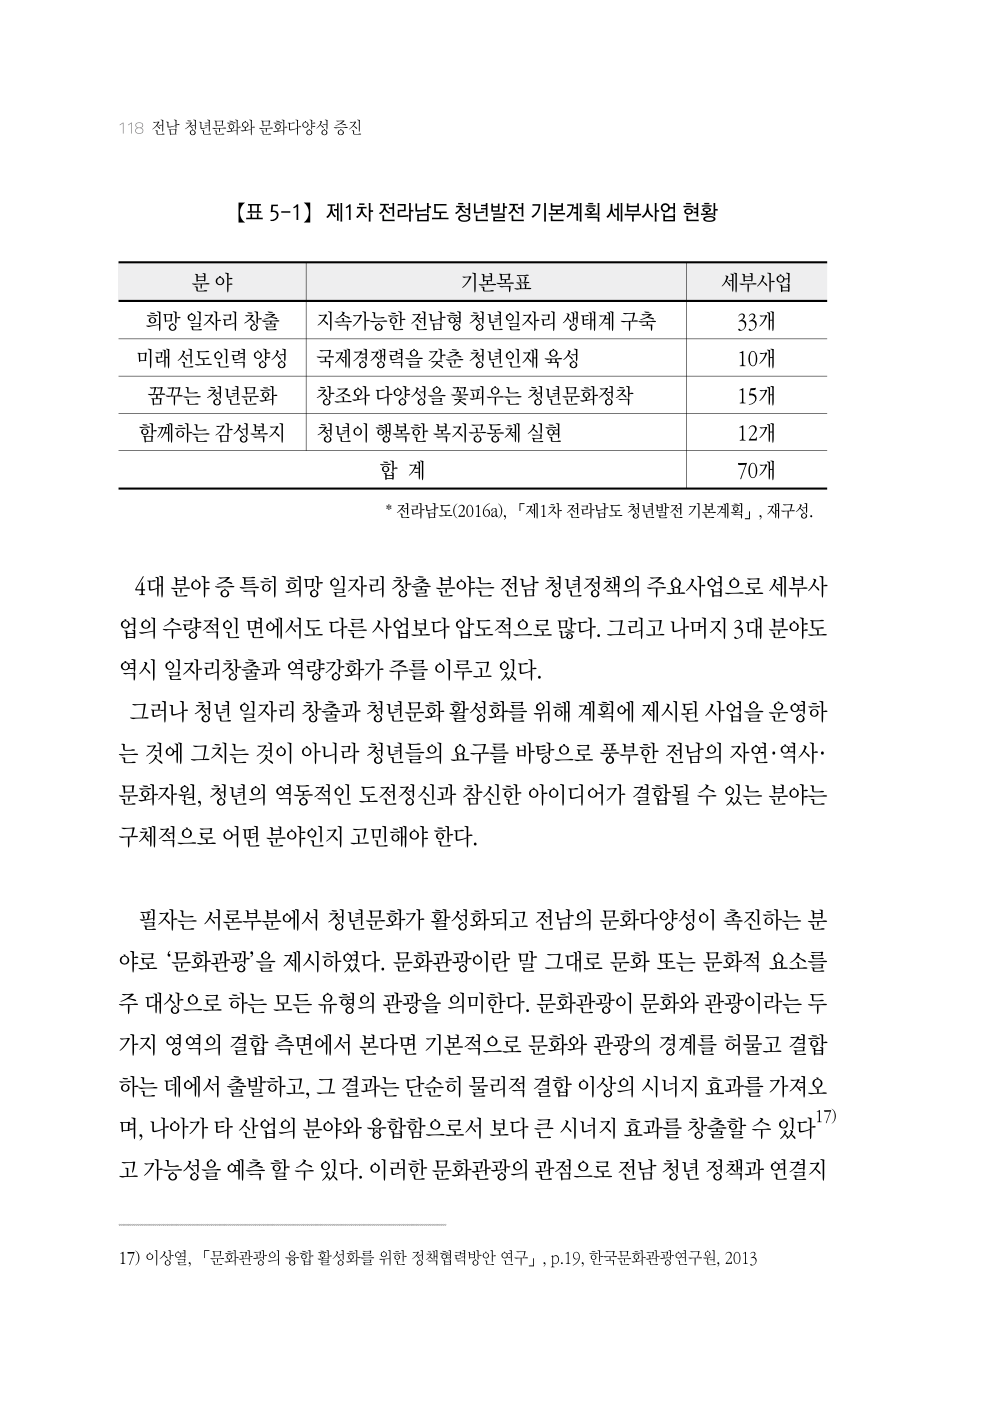 118 전남 청년문화와 문화다양성 증진
【표 5-1】 제1차 전라남도 청년발전 기본계획 세부사업 현황
분 야 기본목표 세부사업
희망 일자리 창출 지속가능한 전남형 청년일자리 생태계 구축 33개
미래 선도인력 양성 국제경쟁력을 갖춘 청년인재 육성 10개
꿈꾸는 청년문화 창조와 다양성을 꽃피우는 청년문화정착 15개
함께하는 감성복지 청년이 행복한 복지공동체 실현 12개
합 계 70개
* 전라남도(2016a), 「제1차 전라남도 청년발전 기본계획」, 재구성.
4대 분야 증 특히 희망 일자리 창출 분야는 전남 청년정책의 주요사업으로 세부사
업의 수량적인 면에서도 다른 사업보다 압도적으로 많다. 그리고 나머지 3대 분야도
역시 일자리창출과 역량강화가 주를 이루고 있다.
그러나 청년 일자리 창출과 청년문화 활성화를 위해 계획에 제시된 사업을 운영하
는 것에 그치는 것이 아니라 청년들의 요구를 바탕으로 풍부한 전남의 자연·역사·
문화자원, 청년의 역동적인 도전정신과 참신한 아이디어가 결합될 수 있는 분야는
구체적으로 어떤 분야인지 고민해야 한다.
필자는 서론부분에서 청년문화가 활성화되고 전남의 문화다양성이 촉진하는 분
야로 ‘문화관광’을 제시하였다. 문화관광이란 말 그대로 문화 또는 문화적 요소를
주 대상으로 하는 모든 유형의 관광을 의미한다. 문화관광이 문화와 관광이라는 두
가지 영역의 결합 측면에서 본다면 기본적으로 문화와 관광의 경계를 허물고 결합
하는 데에서 출발하고, 그 결과는 단순히 물리적 결합 이상의 시너지 효과를 가져오
며, 나아가 타 산업의 분야와 융합함으로서 보다 큰 시너지 효과를 창출할 수 있다17)
고 가능성을 예측 할 수 있다. 이러한 문화관광의 관점으로 전남 청년 정책과 연결지
17) 이상열, 「문화관광의 융합 활성화를 위한 정책협력방안 연구」, p.19, 한국문화관광연구원, 2013